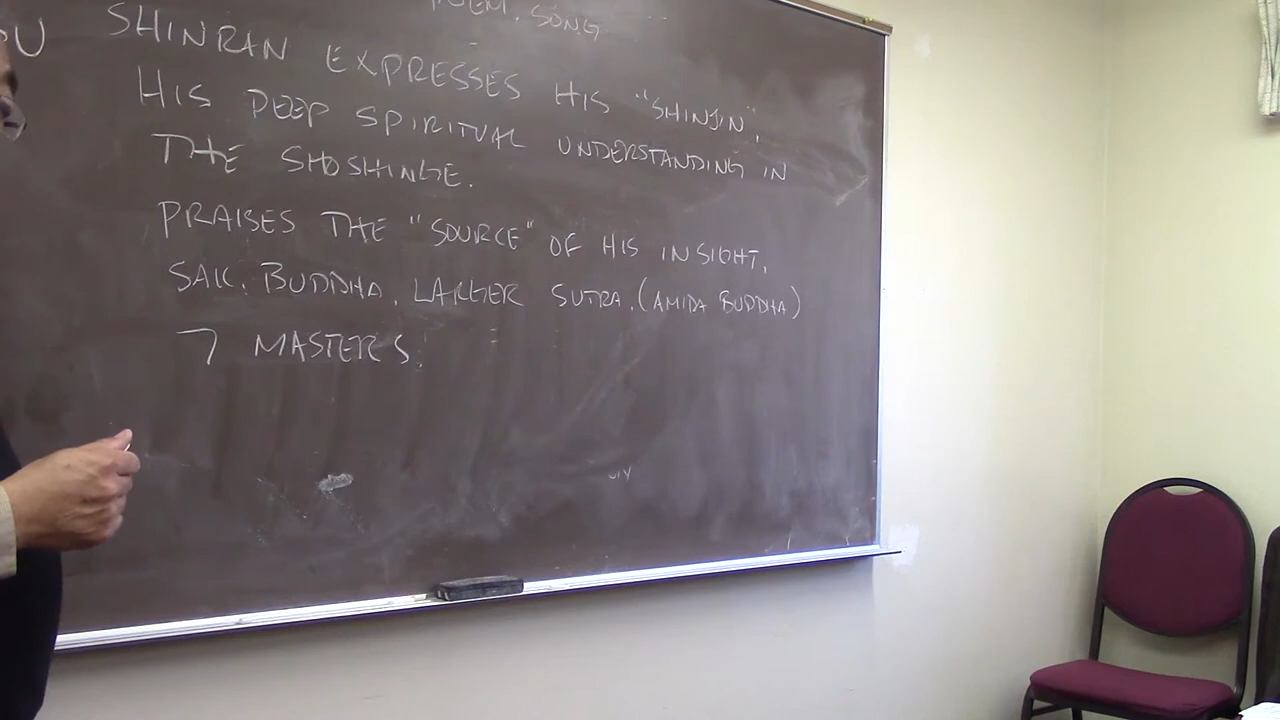 POEM, SONG
SHINRAN EXPRESSES HIS "SHINJIN",
HIS DEEP SPIRITUAL UNDERSTANDING IN
THE SHOSHINGE.
PRAISES THE "SOURCE" OF HIS INSIGHT,
SAK. BUDDHA, LARGER SUTRA, (AMIDA BUDDHA)
7 MASTERS.